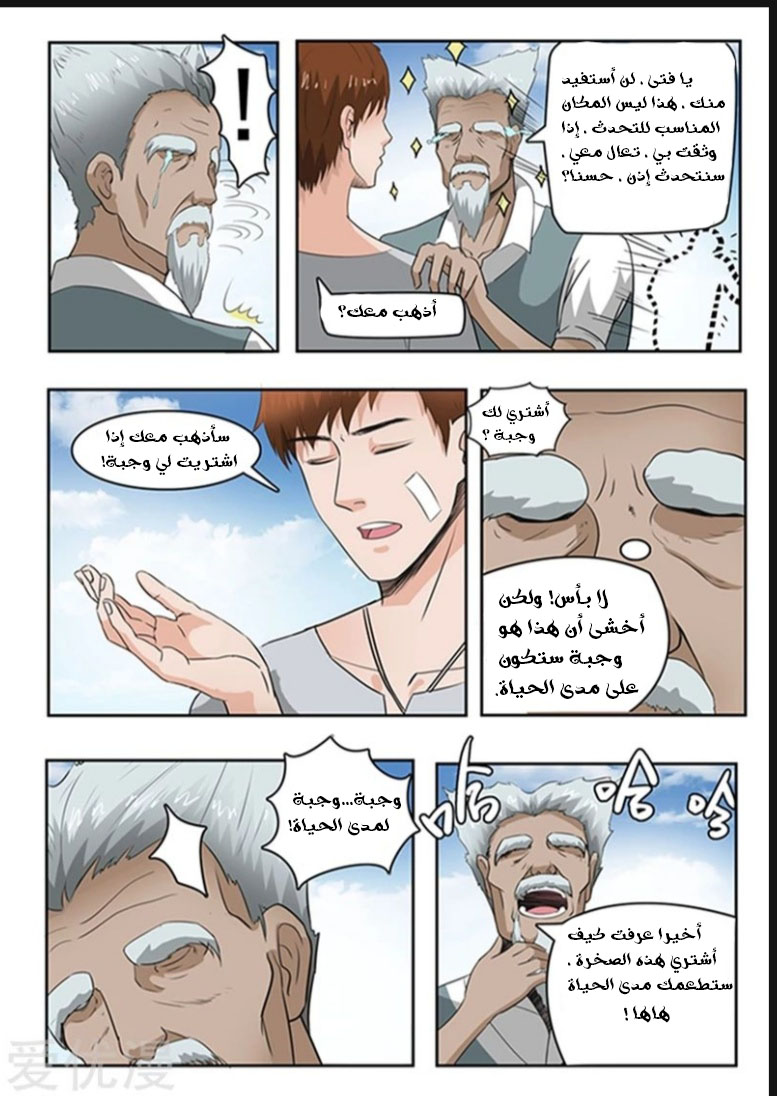 يا فتى ، لن أستفيد
منك ، هذا ليس المكان
المناسب للتحدث ، إذا
وثقت بي ، تعال معي ،
سنتحدث إذن ، حسنا؟
أذهب معك؟
!
أشتري لك
وجبة ؟
لا بأس! ولكن
أخشى أن هذا هو
وجبة ستكون
على مدى الحياة.
سأذهب معك إذا
اشتريت لي وجبة!
哈 哈 哈
أخيرا عرفت كيف
أشتري هذه الصخرة ،
ستطعمك مدى الحياة
هاها !
وجبة...وجبة
لمدى الحياة!
爱优漫